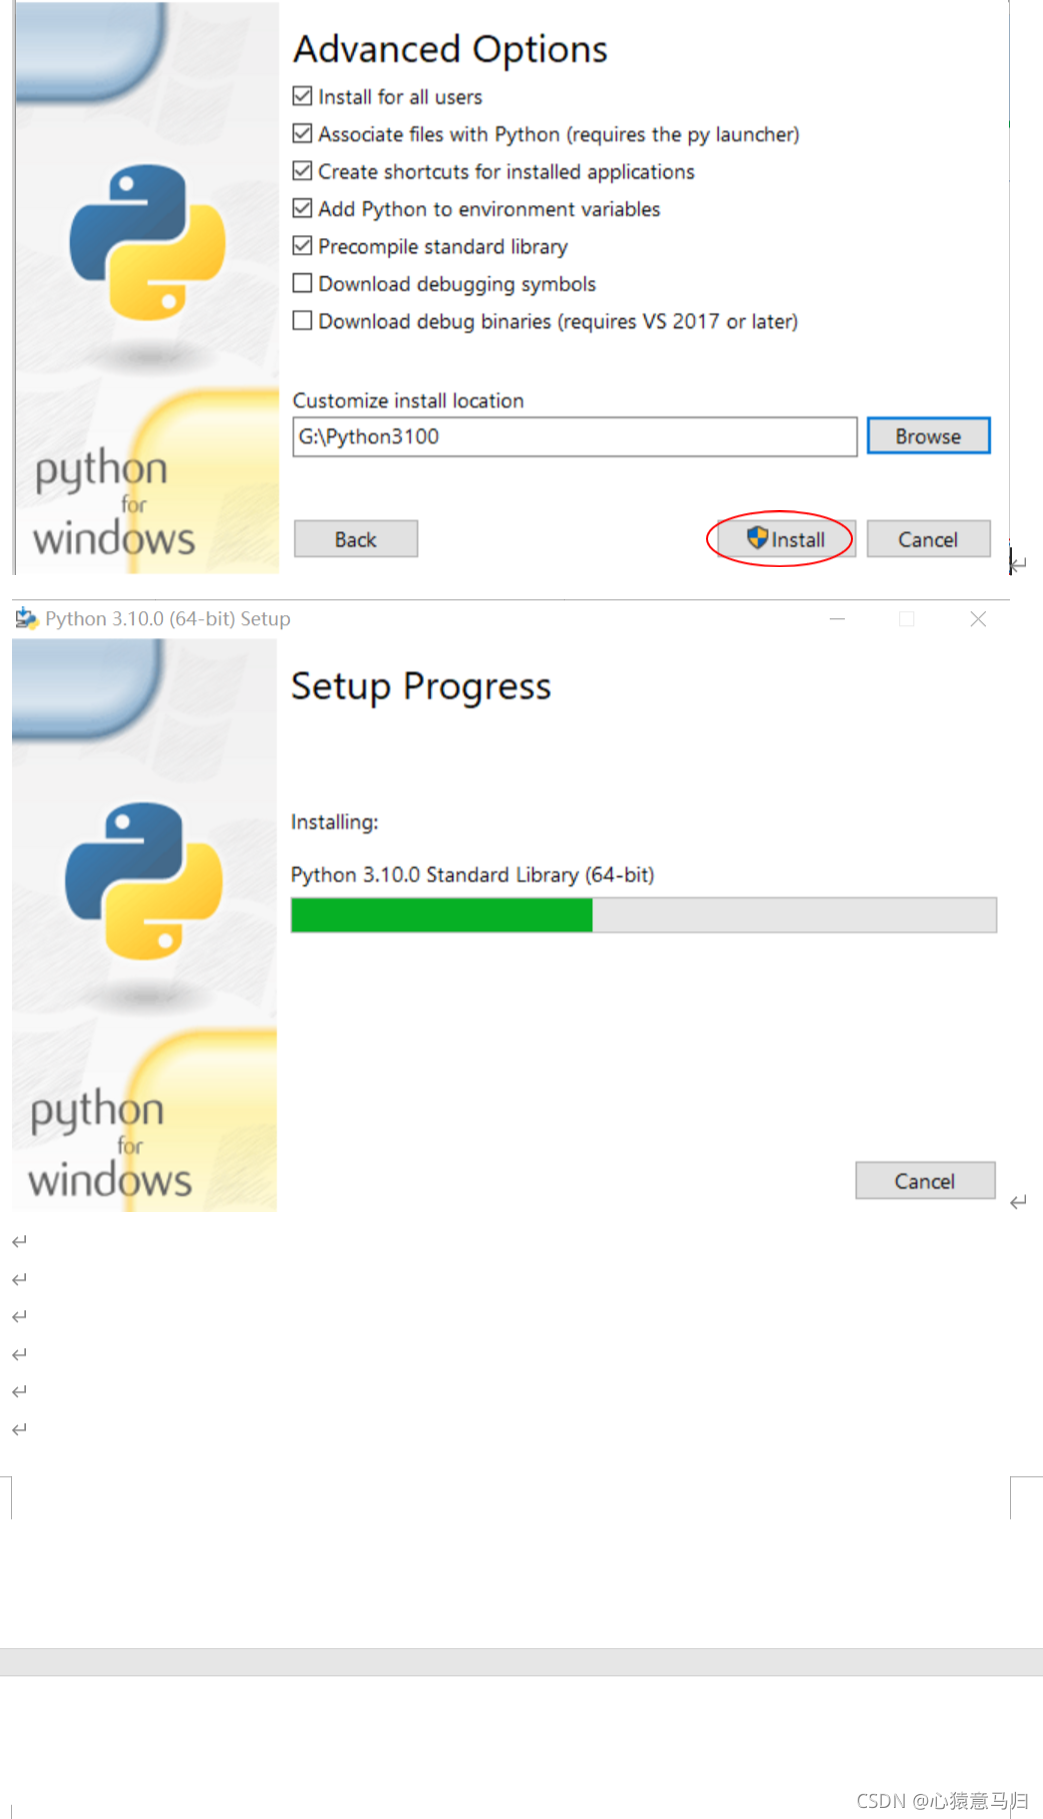 Advanced Options
Install for all users
Associate files with Python (requires the py launcher)
Create shortcuts for installed applications
Add Python to environment variables
Precompile standard library
Download debugging symbols
Download debug binaries (requires VS 2017 or later)
Customize install location
G:\Python3100
Browse
python
for
windows
Back
Install
Cancel
Python 3.10.0 (64-bit) Setup
Setup Progress
Installing:
Python 3.10.0 Standard Library (64-bit)
python
for
windows
Cancel
CSDN @心猿意马归